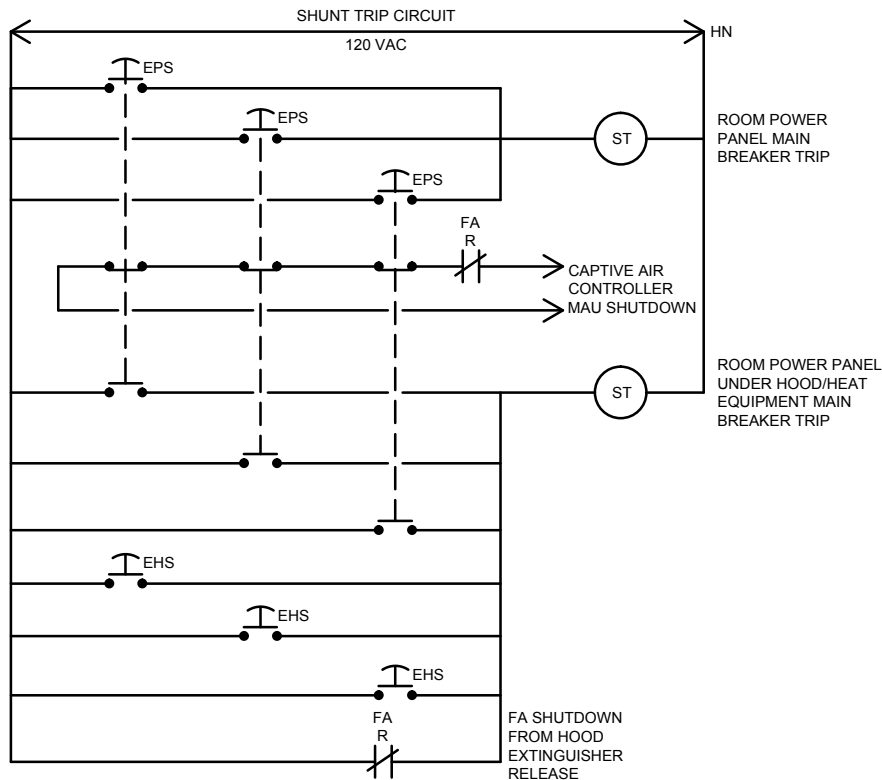 SHUNT TRIP CIRCUIT
120 VAC
HN
EPS
EPS
EPS
ST
ROOM POWER
PANEL MAIN
BREAKER TRIP
FA
R
CAPTIVE AIR
CONTROLLER
MAU SHUTDOWN
ST
ROOM POWER PANEL
UNDER HOOD/HEAT
EQUIPMENT MAIN
BREAKER TRIP
EHS
EHS
EHS
FA
R
FA SHUTDOWN
FROM HOOD
EXTINGUISHER
RELEASE